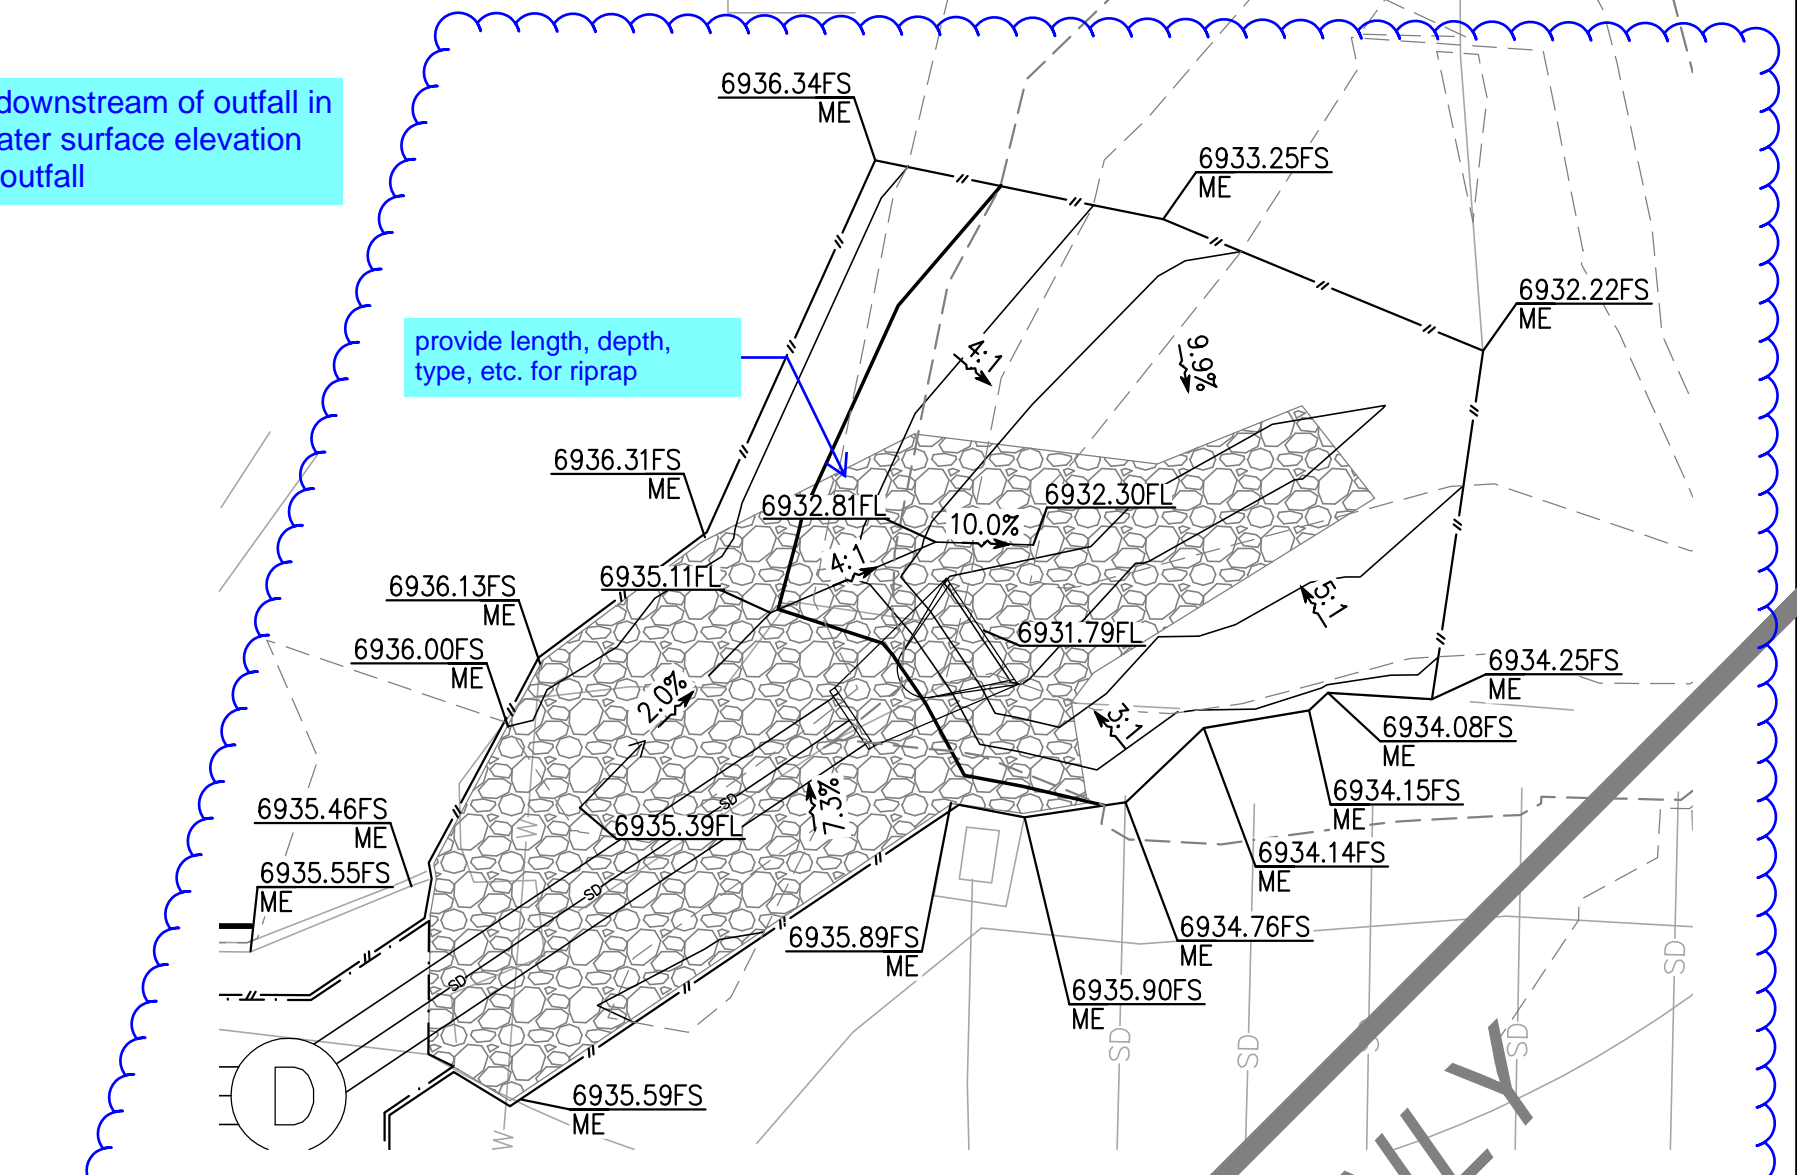 downstream of outfall in
ater surface elevation
outfall
6936.34FS
ME
6933.25FS
ME
6932.22FS
ME
provide length, depth,
type, etc. for riprap
4:1
9.9%
6936.31FS
ME
6932.81FL
6932.30FL
10.0%
4:1
6935.11FL
6936.13FS
ME
5:1
6931.79FL
6936.00FS
ME
6934.25FS
ME
2.0%
3:1
6934.08FS
ME
6934.15FS
ME
7.3%
SD
6935.46FS
ME
6935.39FL
W
6934.14FS
ME
6935.55FS
ME
SD
6935.89FS
ME
6934.76FS
ME
SD
SD
6935.90FS
ME
SD
SD
SD
D
6935.59FS
ME
W
LY